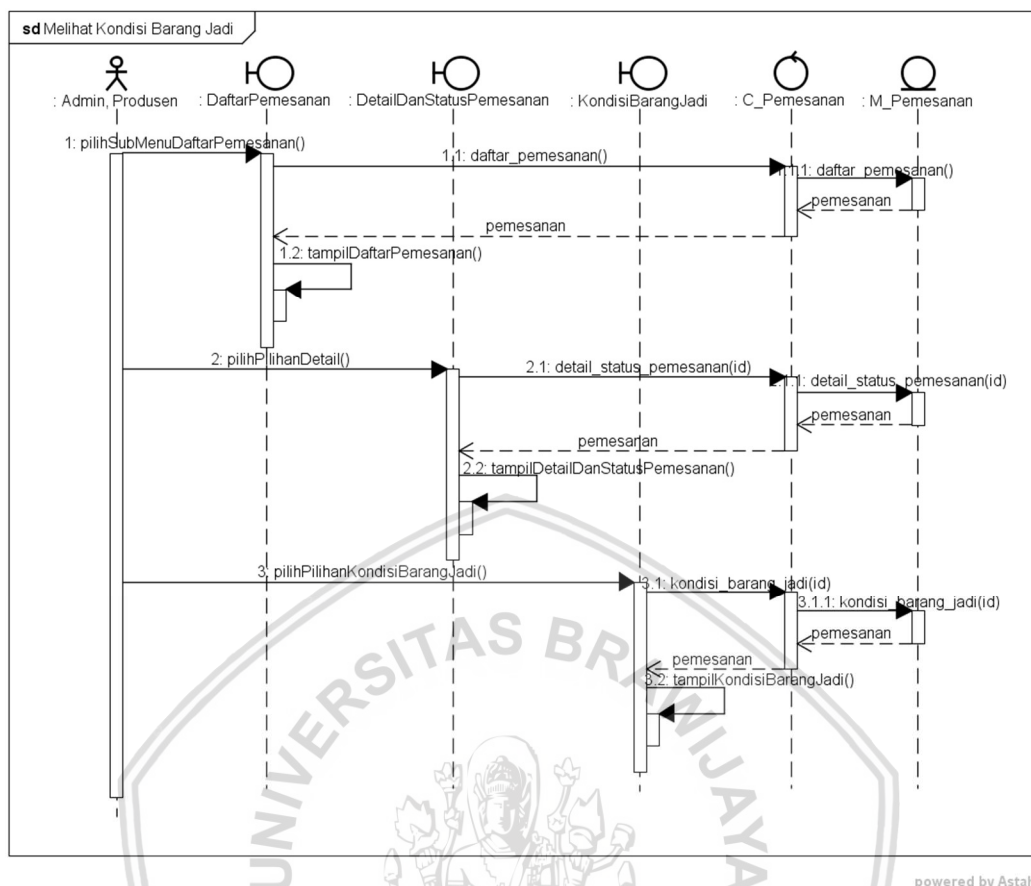 sd Melihat Kondisi Barang Jadi
: Admin, Produsen
: DaftarPemesanan
: DetailDanStatusPemesanan
: KondisiBarangJadi
: C_Pemesanan
: M_Pemesanan
1: pilihSubMenuDaftarPemesanan()
1.1: daftar_pemesanan()
1.1.1: daftar_pemesanan()
pemesanan
pemesanan
1.2: tampilDaftarPemesanan()
2: pilihPilihanDetail()
2.1: detail_status_pemesanan(id)
2.1.1: detail_status_pemesanan(id)
pemesanan
pemesanan
2.2: tampilDetailDanStatusPemesanan()
3: pilihPilihanKondisiBarangJadi()
3.1: kondisi_barang_jadi(id)
3.1.1: kondisi_barang_jadi(id)
pemesanan
pemesanan
3.2: tampilKondisiBarangJadi()
UNIVERSITAS BRAWIJAYA
powered by Astah